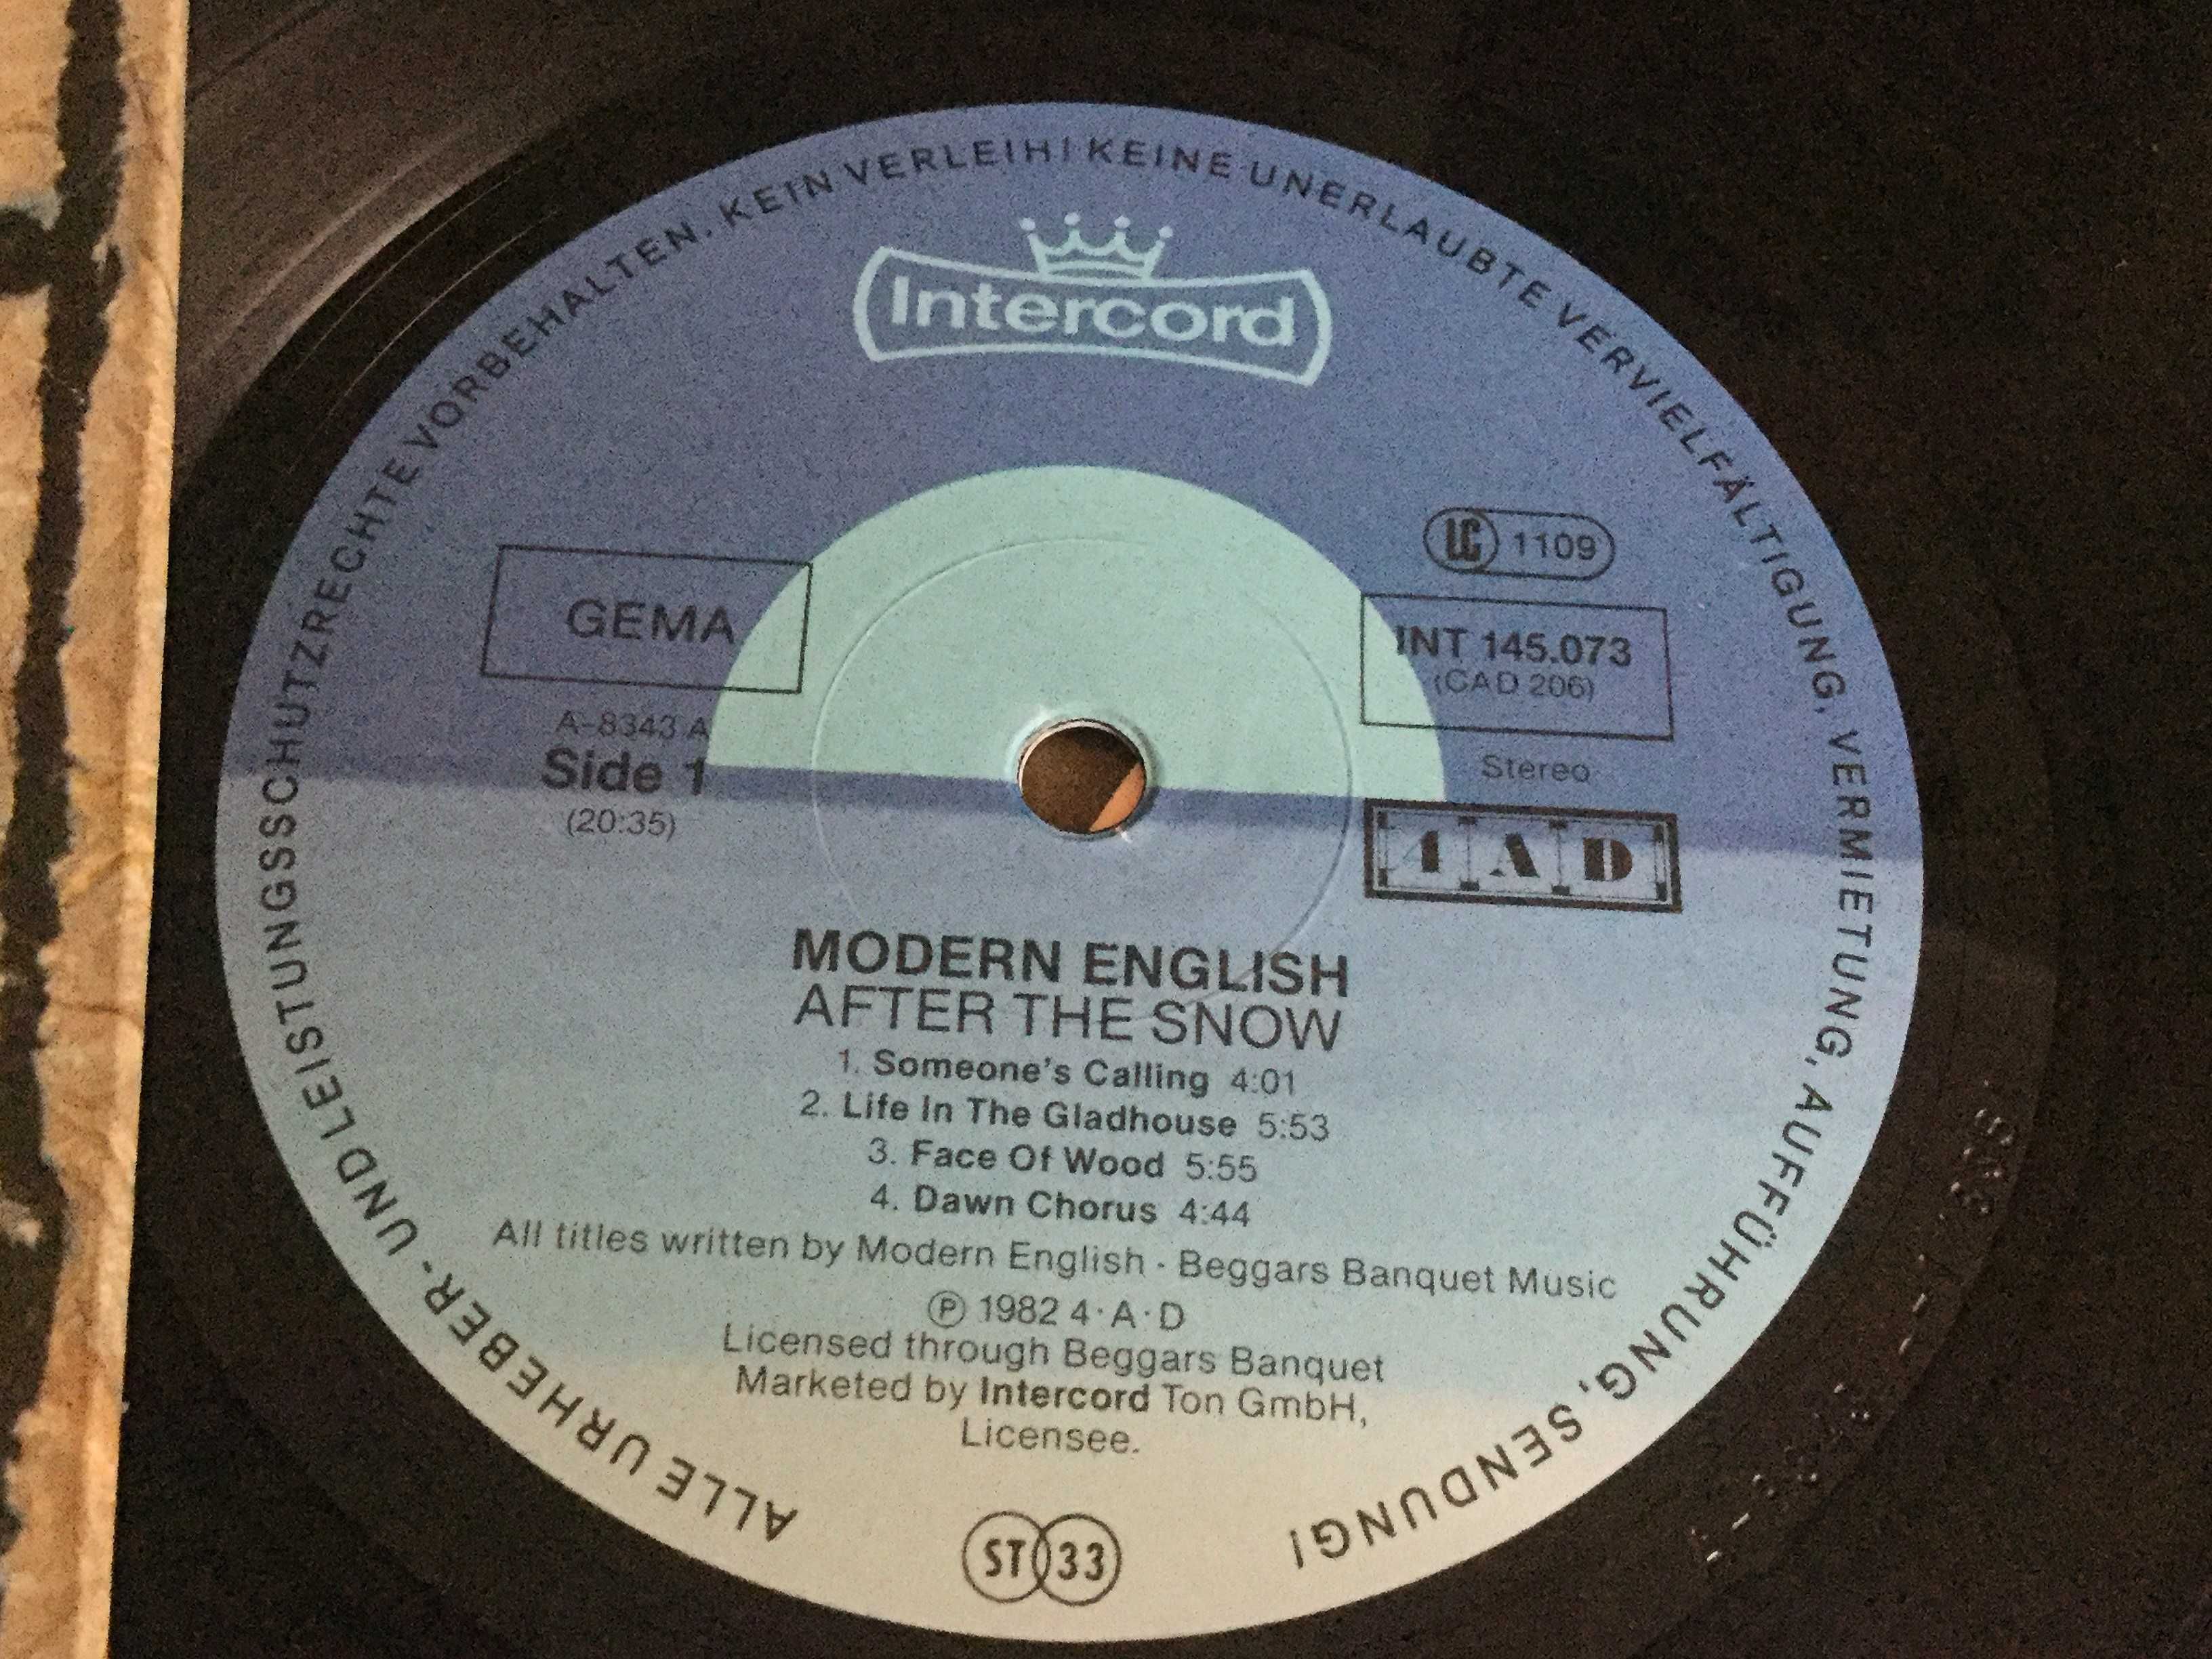 ALLE URHEBER- UND LEISTUNGSSCHUTZRECHTE VORBEHALTEN. KEIN VERLEIH! KEINE UNERLAUBTE VERVIELFÄLTIGUNG, VERMIETUNG, AUFFÜHRUNG, SENDUNG!
Intercord
GEMA
A-8343 A
Side 1
(20:35)
LC 1109
INT 145.073
(CAD 206)
Stereo
4 A D
MODERN ENGLISH
AFTER THE SNOW
1. Someone's Calling 4:01
2. Life In The Gladhouse 5:53
3. Face Of Wood 5:55
4. Dawn Chorus 4:44
All titles written by Modern English · Beggars Banquet Music
Ⓟ 1982 4·A·D
Licensed through Beggars Banquet
Marketed by Intercord Ton GmbH,
Licensee.
ST 33